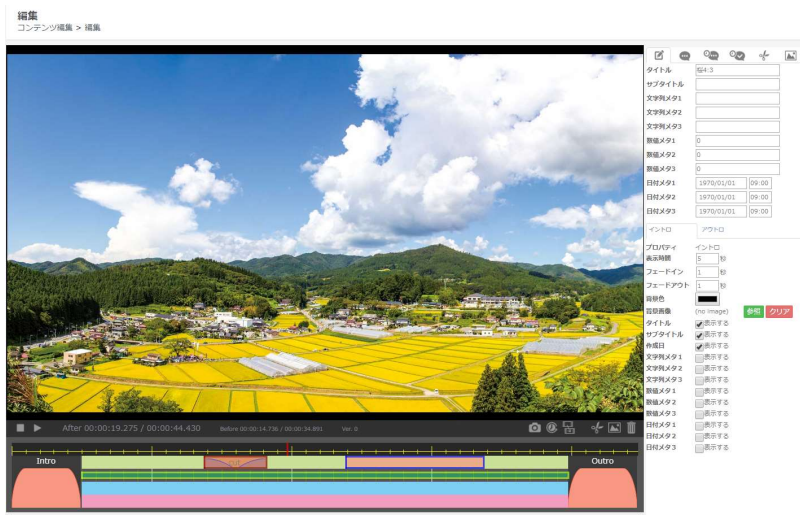 編集
コンテンツ編集 > 編集
タイトル 桜4:3
サブタイトル
文字列メタ1
文字列メタ2
文字列メタ3
数値メタ1 0
数値メタ2 0
数値メタ3 0
日付メタ1 1970/01/01 09:00
日付メタ2 1970/01/01 09:00
日付メタ3 1970/01/01 09:00
イントロ アウトロ
プロパティ イントロ
表示時間 5 秒
フェードイン 1 秒
フェードアウト 1 秒
背景色
背景画像 (no image) 参照 クリア
タイトル 表示する
サブタイトル 表示する
作成日 表示する
文字列メタ1 表示する
文字列メタ2 表示する
文字列メタ3 表示する
数値メタ1 表示する
数値メタ2 表示する
数値メタ3 表示する
日付メタ1 表示する
日付メタ2 表示する
日付メタ3 表示する
After 00:00:19.275 / 00:00:44.430 Before 00:00:14.736 / 00:00:34.891 Ver. 0
Intro Outro